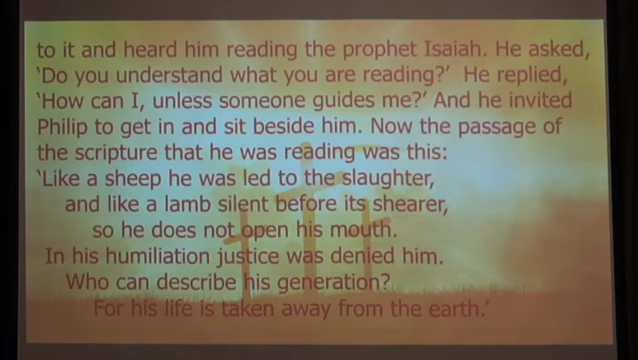 to it and heard him reading the prophet Isaiah. He asked,
‘Do you understand what you are reading?’ He replied,
‘How can I, unless someone guides me?’ And he invited
Philip to get in and sit beside him. Now the passage of
the scripture that he was reading was this:
‘Like a sheep he was led to the slaughter,
and like a lamb silent before its shearer,
so he does not open his mouth.
In his humiliation justice was denied him.
Who can describe his generation?
For his life is taken away from the earth.’